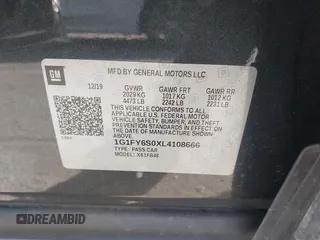 GM
MFD BY GENERAL MOTORS LLC
12/19
GVWR GAWR FRT GAWR RR
2029 KG 1017 KG 1012 KG
4473 LB 2242 LB 2231 LB
THIS VEHICLE CONFORMS TO ALL
APPLICABLE U.S. FEDERAL MOTOR
VEHICLE SAFETY, BUMPER, AND
THEFT PREVENTION STANDARDS
IN EFFECT ON THE DATE OF
MANUFACTURE SHOWN ABOVE.
1G1FY6S0XL4108666
TYPE: PASS CAR
MODEL: X61FB48
DREAMBID